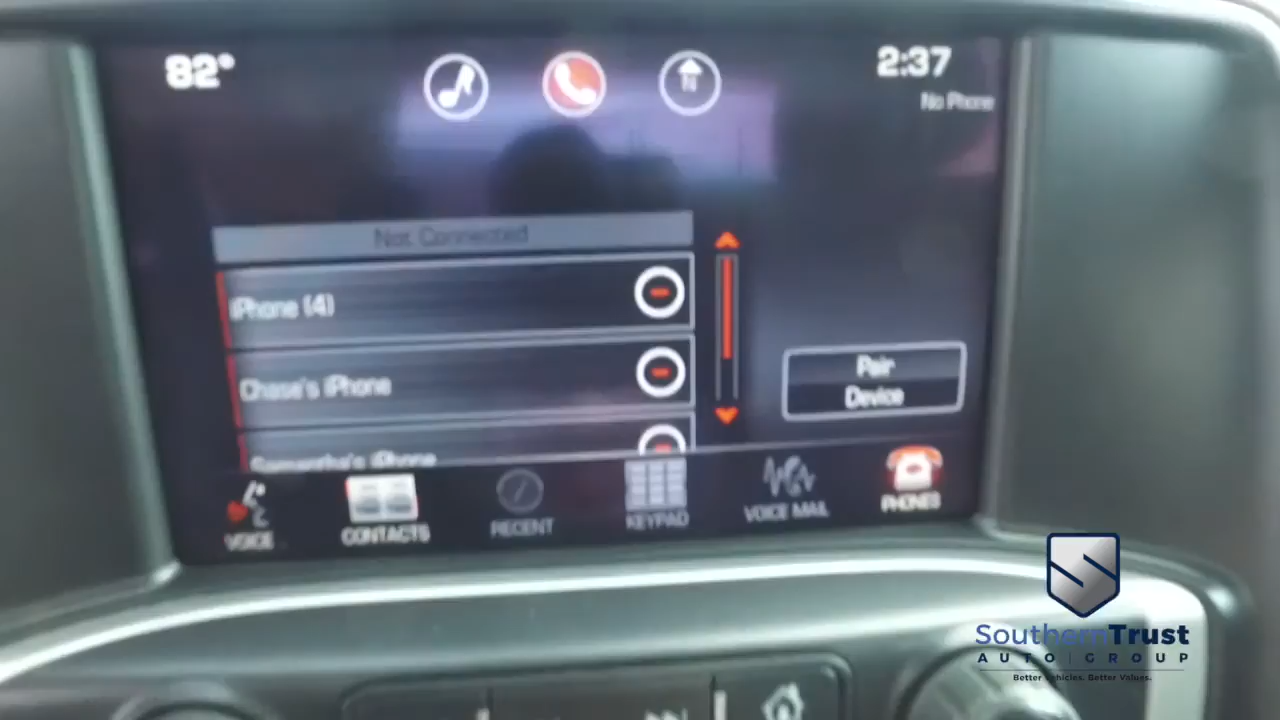 82°
2:37
No Phone
Not Connected
iPhone (4)
Chase's iPhone
Samantha's iPhone
Pair
Device
VOICE
CONTACTS
RECENT
KEYPAD
VOICE MAIL
PHONES
SouthernTrust
AUTO | GROUP
Better Vehicles. Better Values.